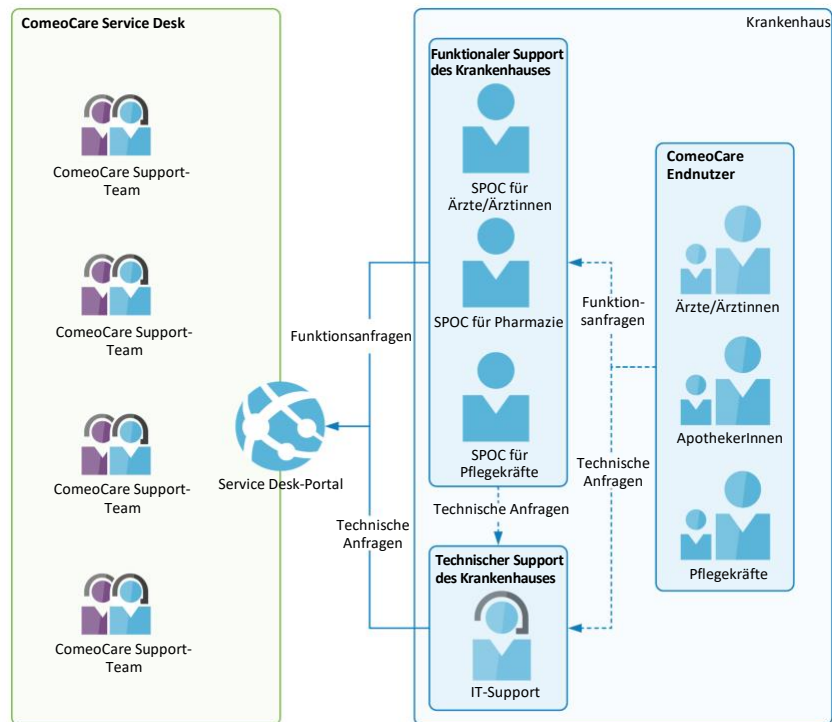 ComeoCare Service Desk
ComeoCare Support-
Team
ComeoCare Support-
Team
ComeoCare Support-
Team
ComeoCare Support-
Team
Service Desk-Portal
Funktionsanfragen
Technische
Anfragen
Krankenhaus
Funktionaler Support
des Krankenhauses
SPOC für
Ärzte/Ärztinnen
SPOC für Pharmazie
SPOC für
Pflegekräfte
Technische Anfragen
Technischer Support
des Krankenhauses
IT-Support
Funktion-
sanfragen
Technische
Anfragen
ComeoCare
Endnutzer
Ärzte/Ärztinnen
ApothekerInnen
Pflegekräfte